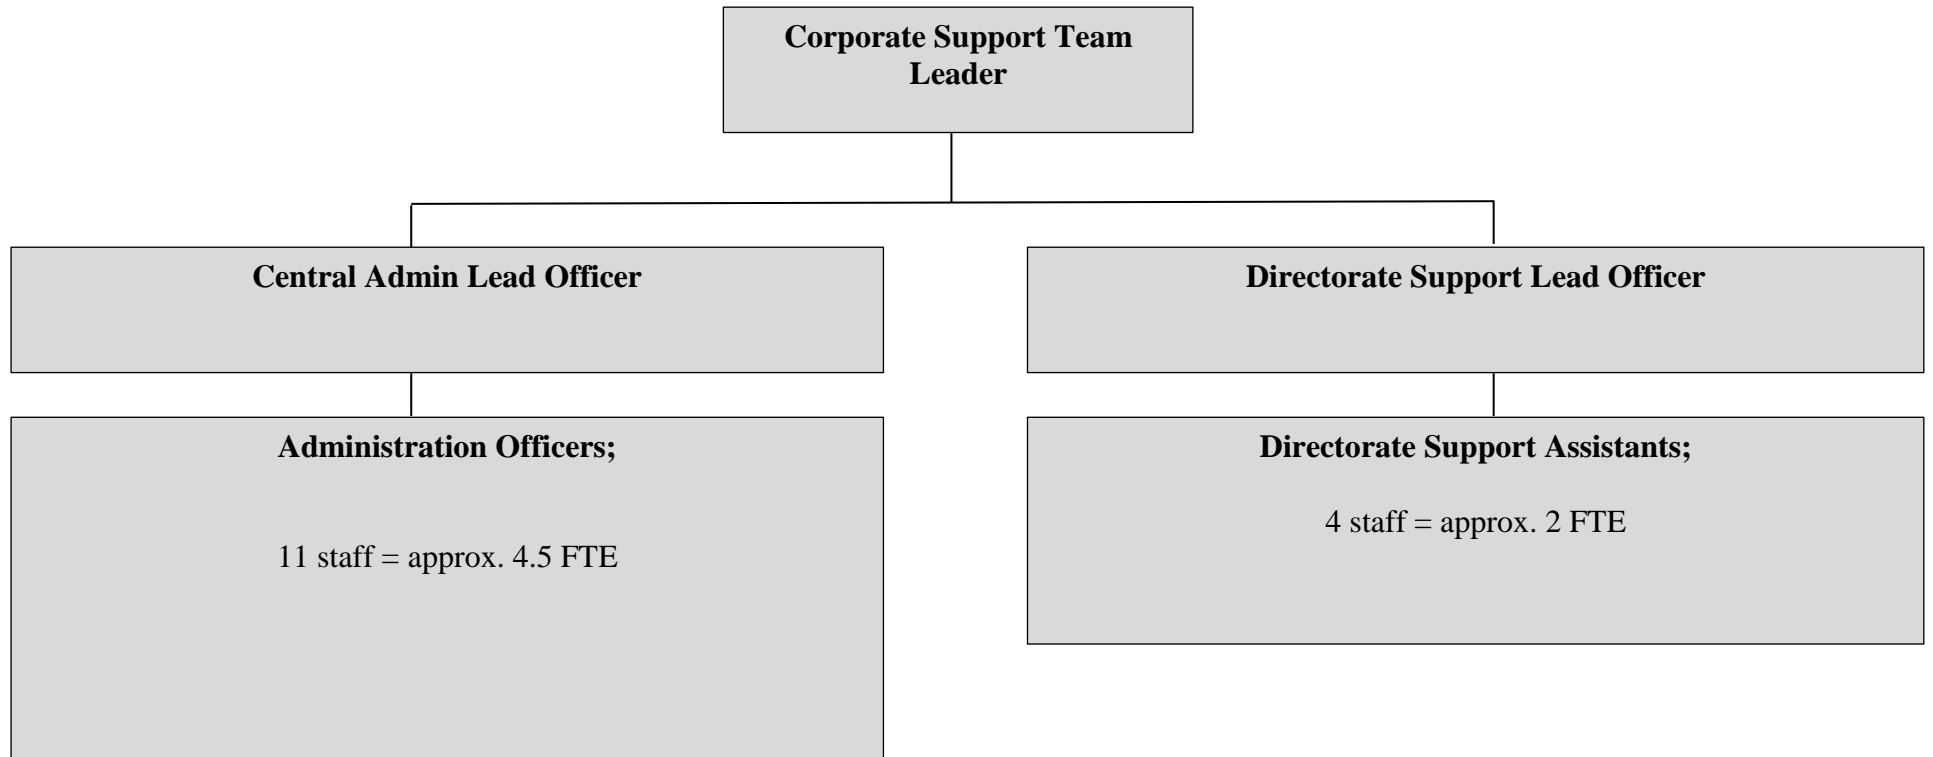 Corporate Support Team
Leader
Central Admin Lead Officer
Directorate Support Lead Officer
Administration Officers;
11 staff = approx. 4.5 FTE
Directorate Support Assistants;
4 staff = approx. 2 FTE